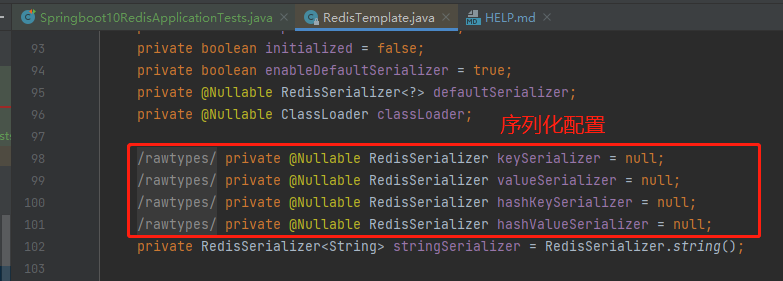 Springboot10RedisApplicationTests.java × RedisTemplate.java × HELP.md ×
93 private boolean initialized = false;
94 private boolean enableDefaultSerializer = true;
95 private @Nullable RedisSerializer<?> defaultSerializer;
96 private @Nullable ClassLoader classLoader;
97 序列化配置
98 /rawtypes/ private @Nullable RedisSerializer keySerializer = null;
99 /rawtypes/ private @Nullable RedisSerializer valueSerializer = null;
100 /rawtypes/ private @Nullable RedisSerializer hashKeySerializer = null;
101 /rawtypes/ private @Nullable RedisSerializer hashValueSerializer = null;
102 private RedisSerializer<String> stringSerializer = RedisSerializer.string();
103